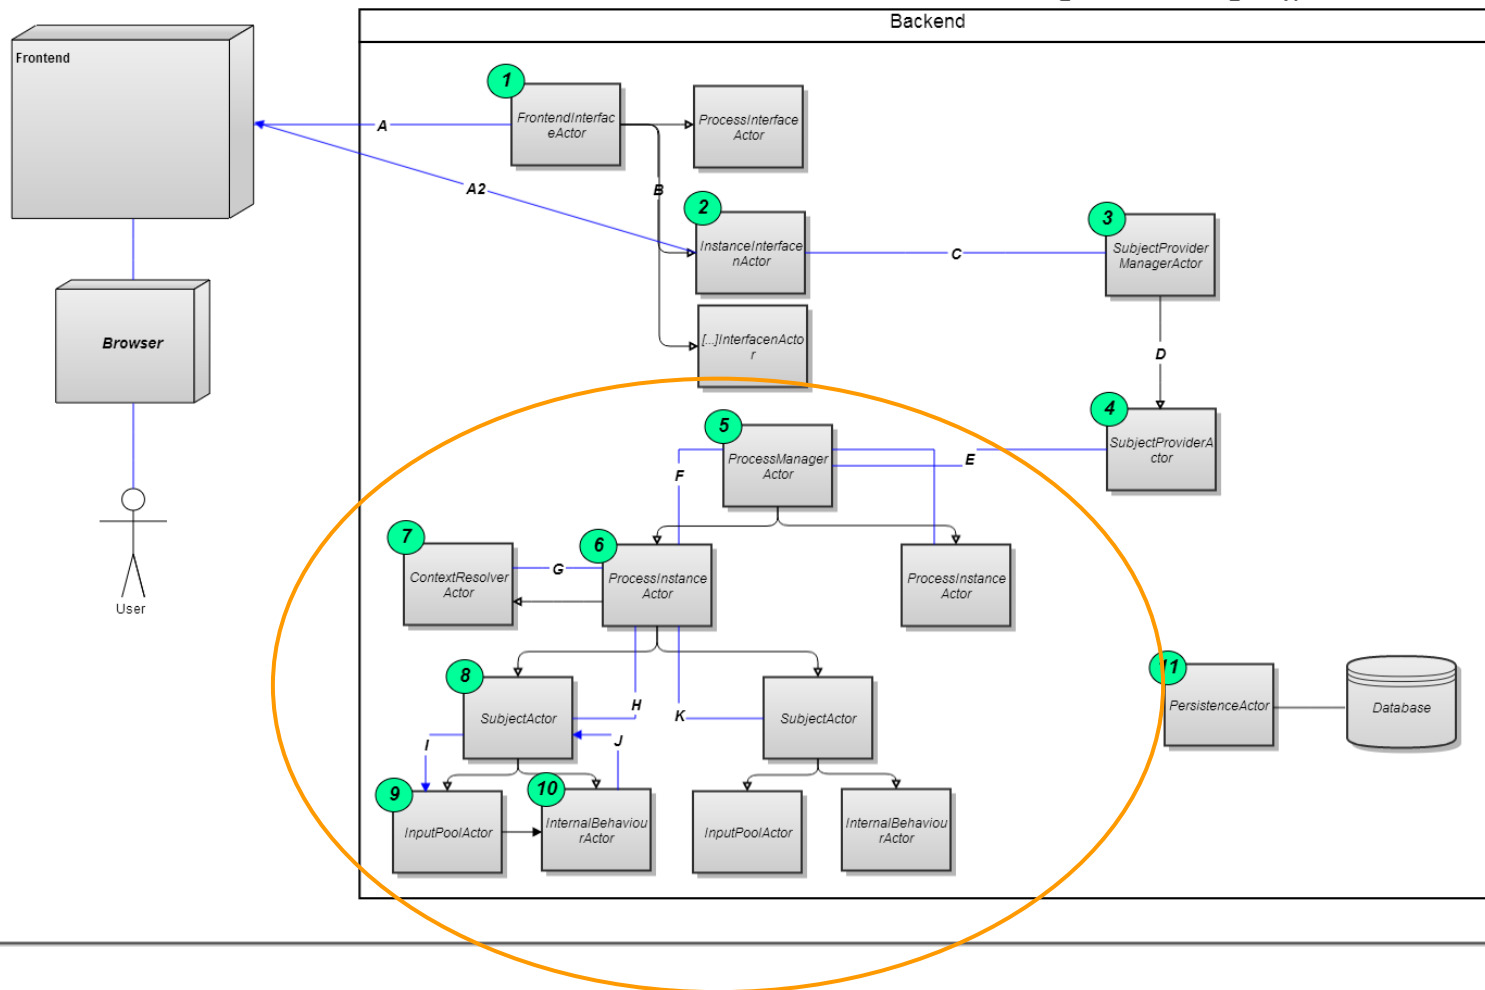 Backend
Frontend
1
FrontendInterfac
eActor
ProcessInterface
Actor
A
A2
B
2
InstanceInterface
nActor
C
3
SubjectProvider
ManagerActor
[...]InterfacenActo
r
Browser
D
4
SubjectProviderA
ctor
5
ProcessManager
Actor
E
F
7
ContextResolver
Actor
G
6
ProcessInstance
Actor
ProcessInstance
Actor
User
8
SubjectActor
H
K
SubjectActor
11
PersistenceActor
Database
I
J
9
InputPoolActor
10
InternalBehaviou
rActor
InputPoolActor
InternalBehaviou
rActor